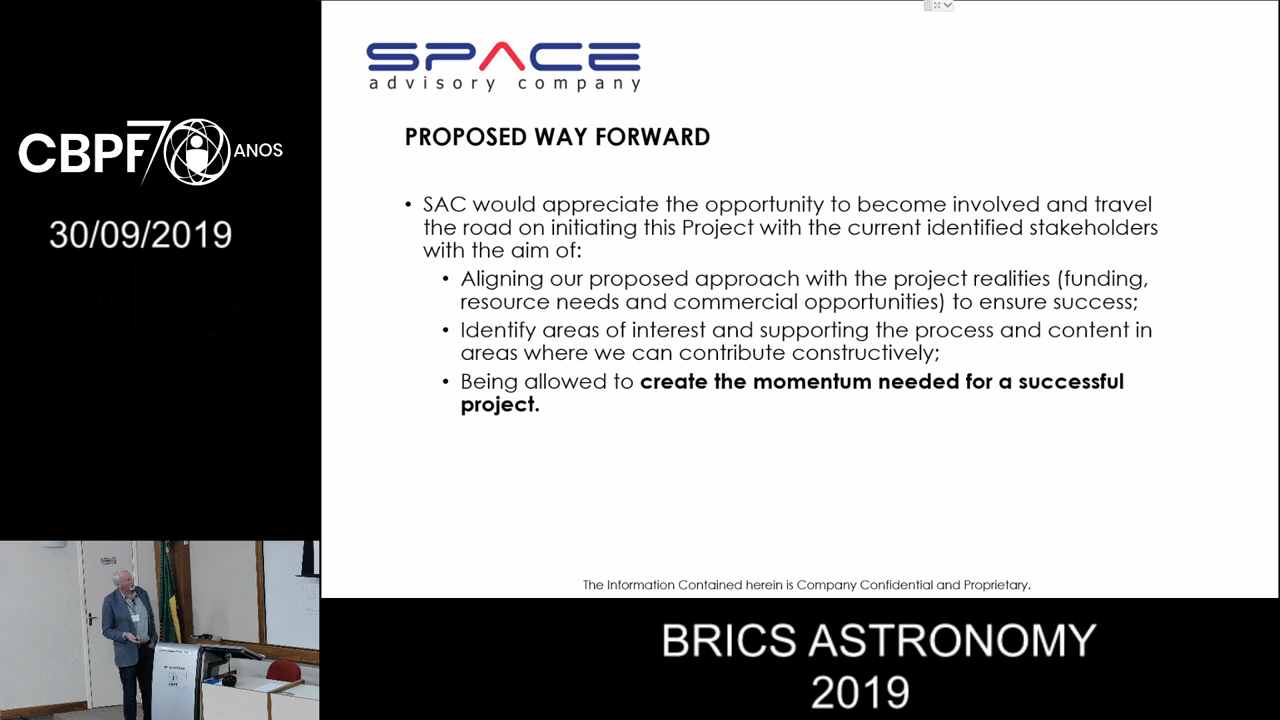 CBPF 70 ANOS
30/09/2019
SPACE
advisory company
PROPOSED WAY FORWARD
• SAC would appreciate the opportunity to become involved and travel
the road on initiating this Project with the current identified stakeholders
with the aim of:
• Aligning our proposed approach with the project realities (funding,
resource needs and commercial opportunities) to ensure success;
• Identify areas of interest and supporting the process and content in
areas where we can contribute constructively;
• Being allowed to create the momentum needed for a successful
project.
The Information Contained herein is Company Confidential and Proprietary.
BRICS ASTRONOMY
2019